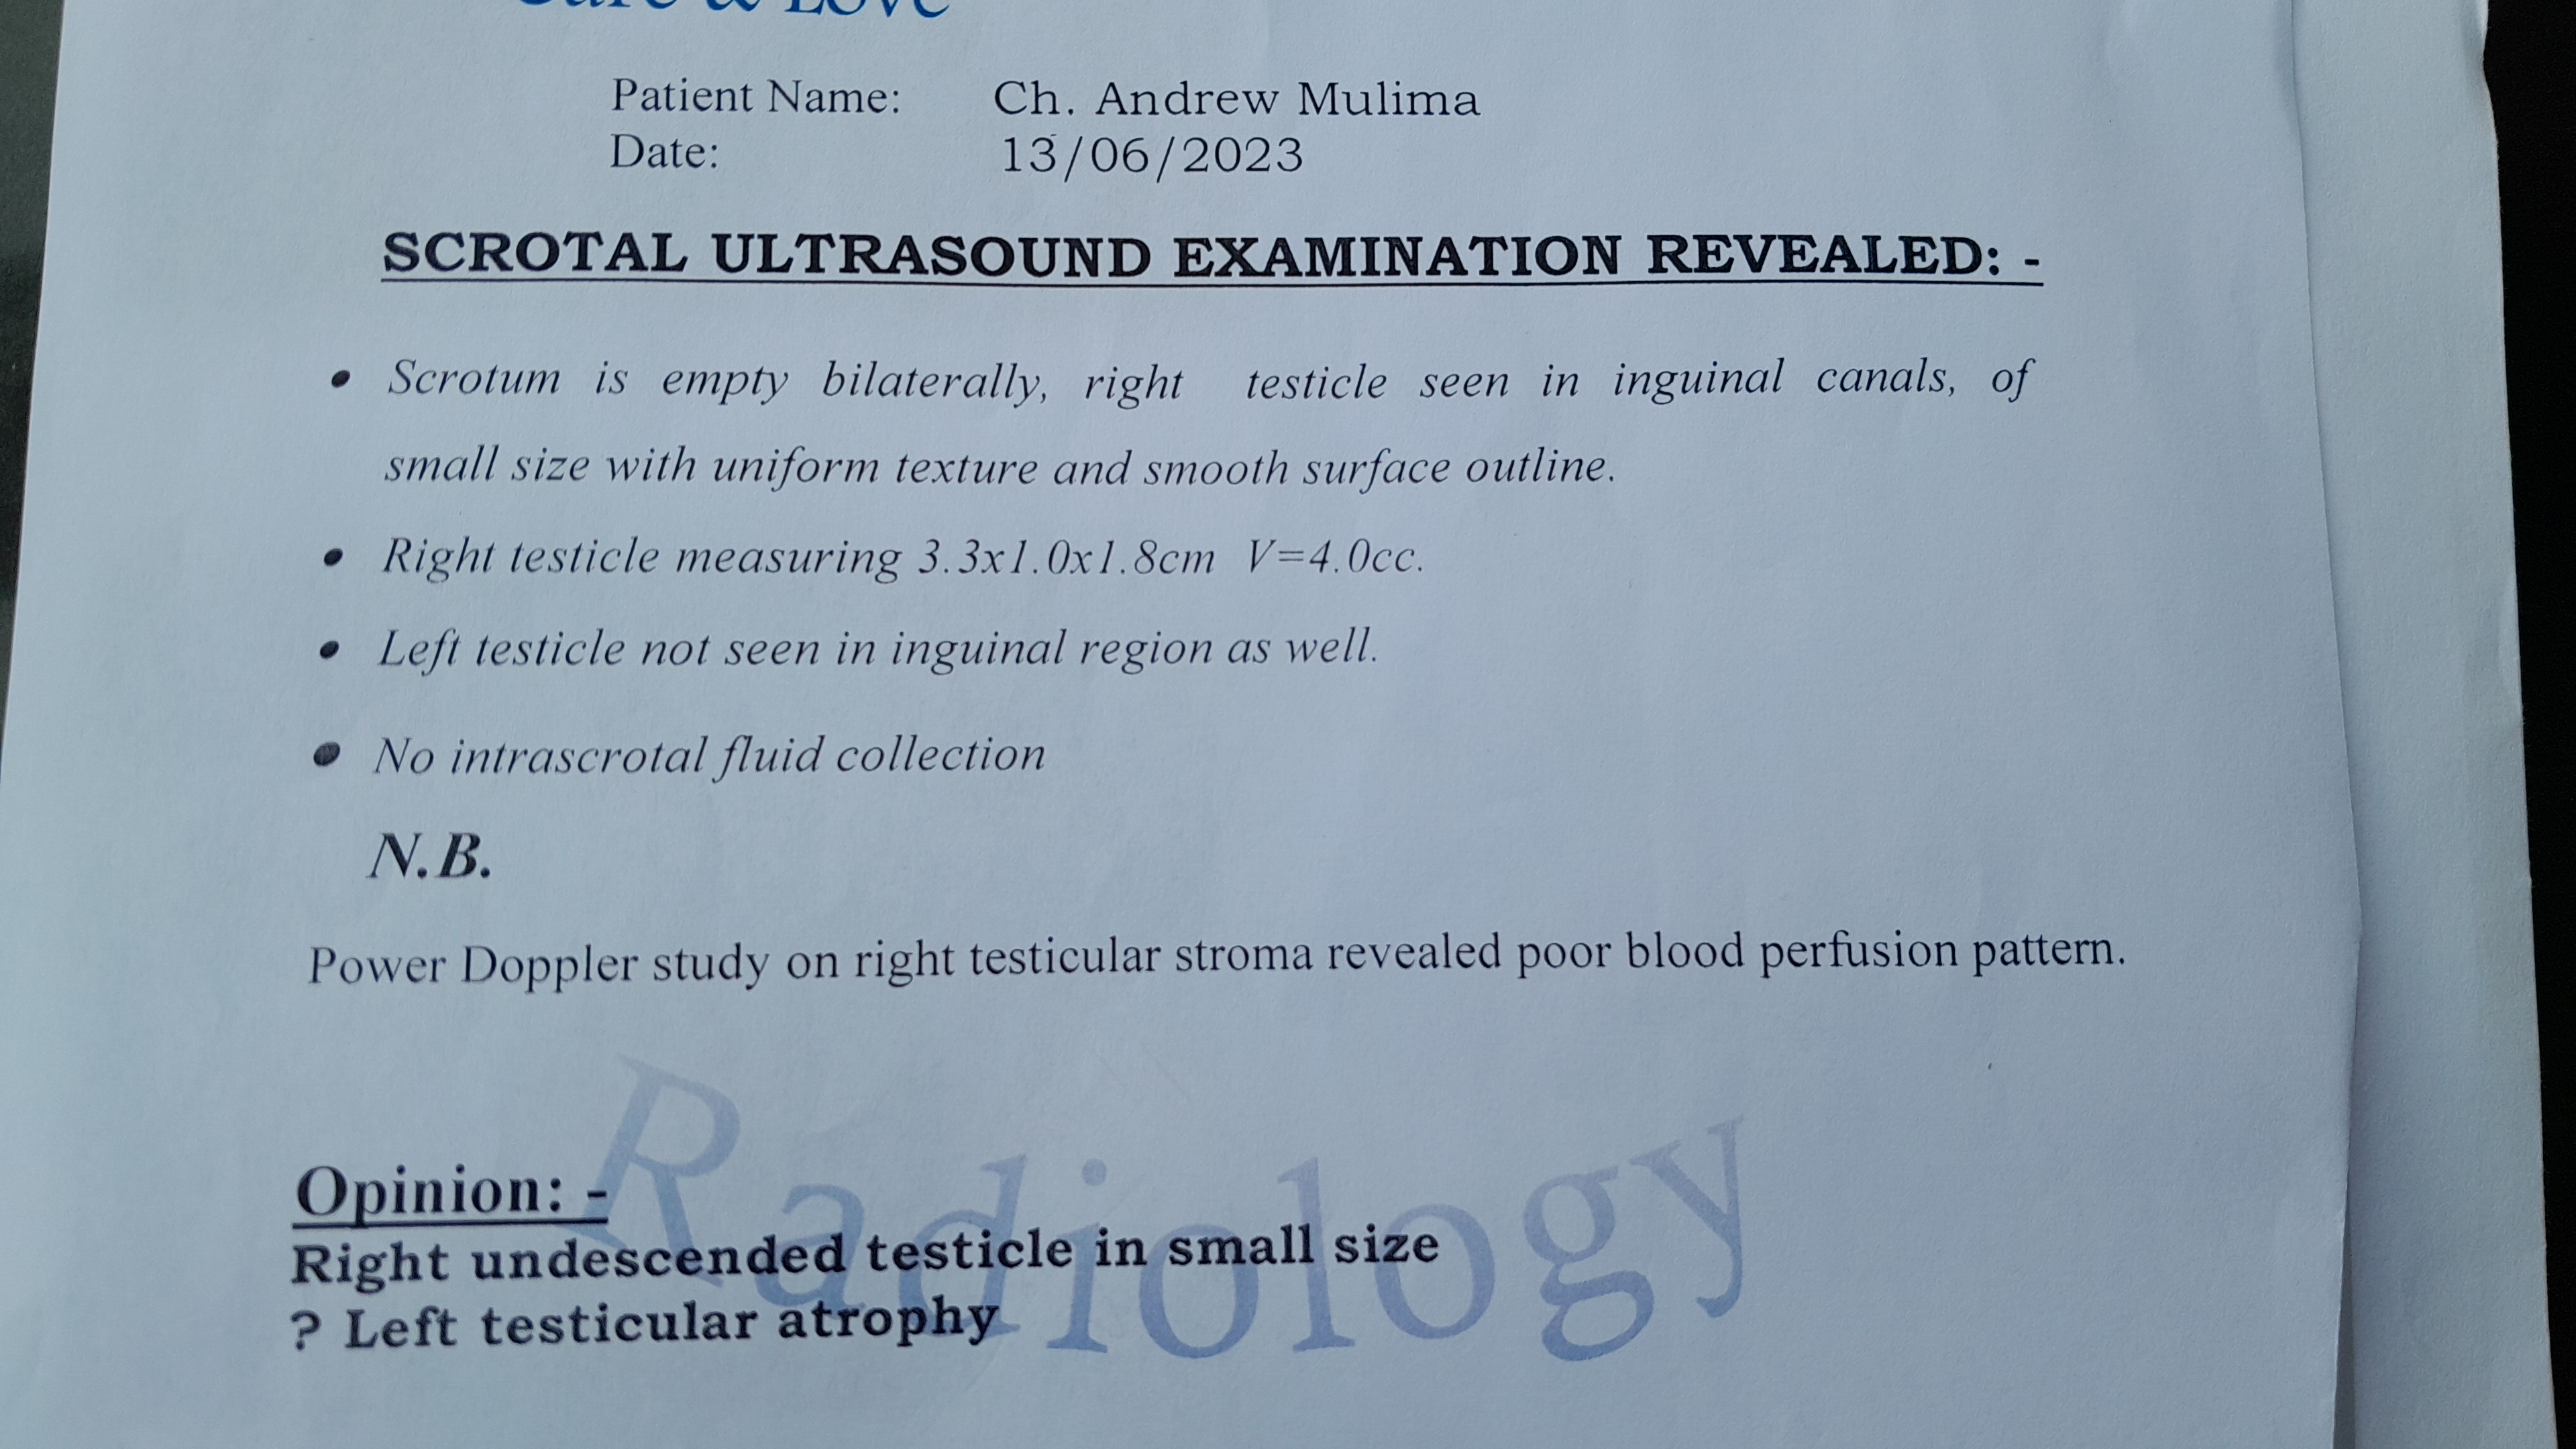 Patient Name: Ch. Andrew Mulima
Date: 13/06/2023
SCROTAL ULTRASOUND EXAMINATION REVEALED: -
• Scrotum is empty bilaterally, right testicle seen in inguinal canals, of
small size with uniform texture and smooth surface outline.
• Right testicle measuring 3.3x1.0x1.8cm V=4.0cc.
• Left testicle not seen in inguinal region as well.
• No intrascrotal fluid collection
N.B.
Power Doppler study on right testicular stroma revealed poor blood perfusion pattern.
Opinion: -
Right undescended testicle in small size
? Left testicular atrophy
Radiology